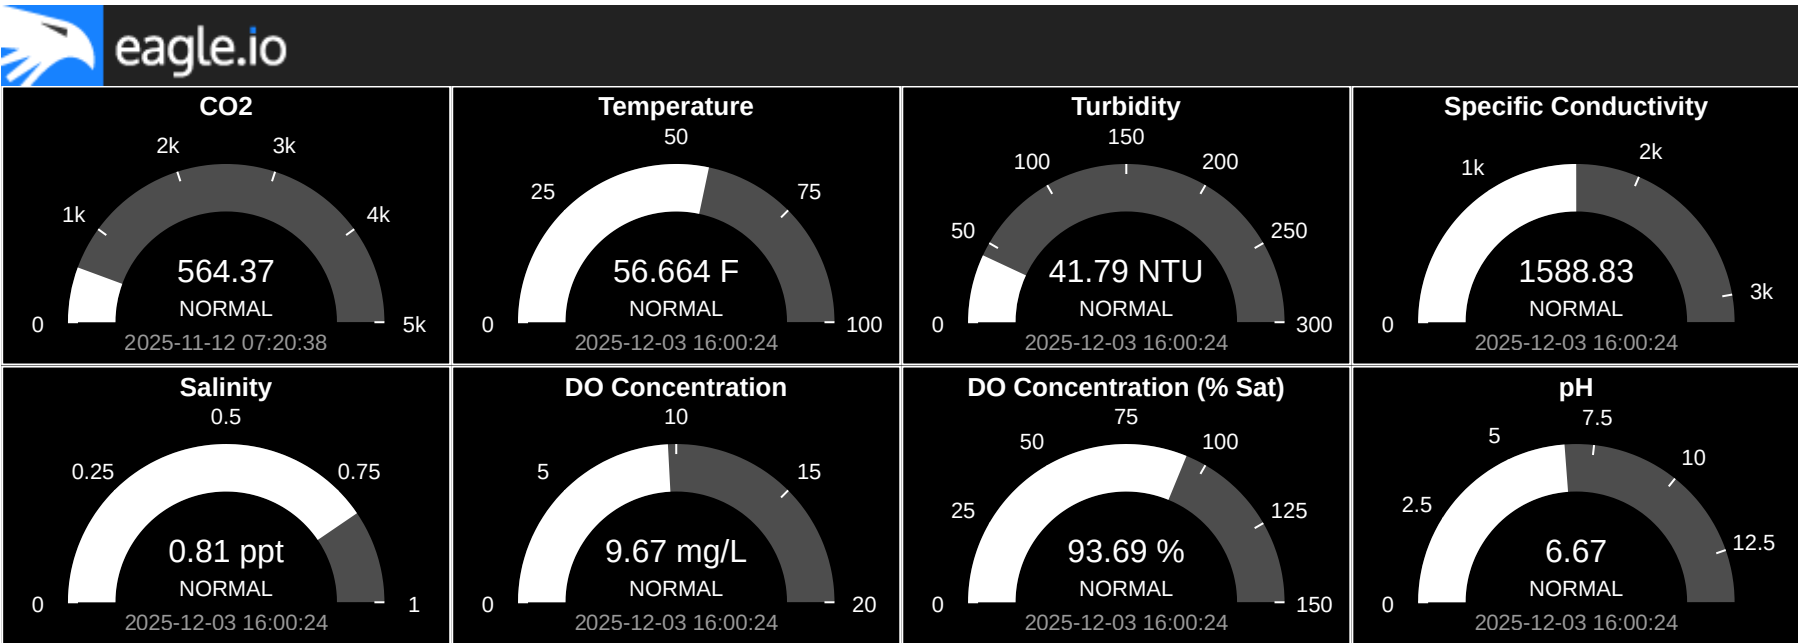 eagle.io
CO2
0
1k
2k
3k
4k
5k
564.37
NORMAL
2025-11-12 07:20:38
Temperature
0
25
50
75
100
56.664 F
NORMAL
2025-12-03 16:00:24
Turbidity
0
50
100
150
200
250
300
41.79 NTU
NORMAL
2025-12-03 16:00:24
Specific Conductivity
0
1k
2k
3k
1588.83
NORMAL
2025-12-03 16:00:24
Salinity
0
0.25
0.5
0.75
1
0.81 ppt
NORMAL
2025-12-03 16:00:24
DO Concentration
0
5
10
15
20
9.67 mg/L
NORMAL
2025-12-03 16:00:24
DO Concentration (% Sat)
0
25
50
75
100
125
150
93.69 %
NORMAL
2025-12-03 16:00:24
pH
0
2.5
5
7.5
10
12.5
6.67
NORMAL
2025-12-03 16:00:24